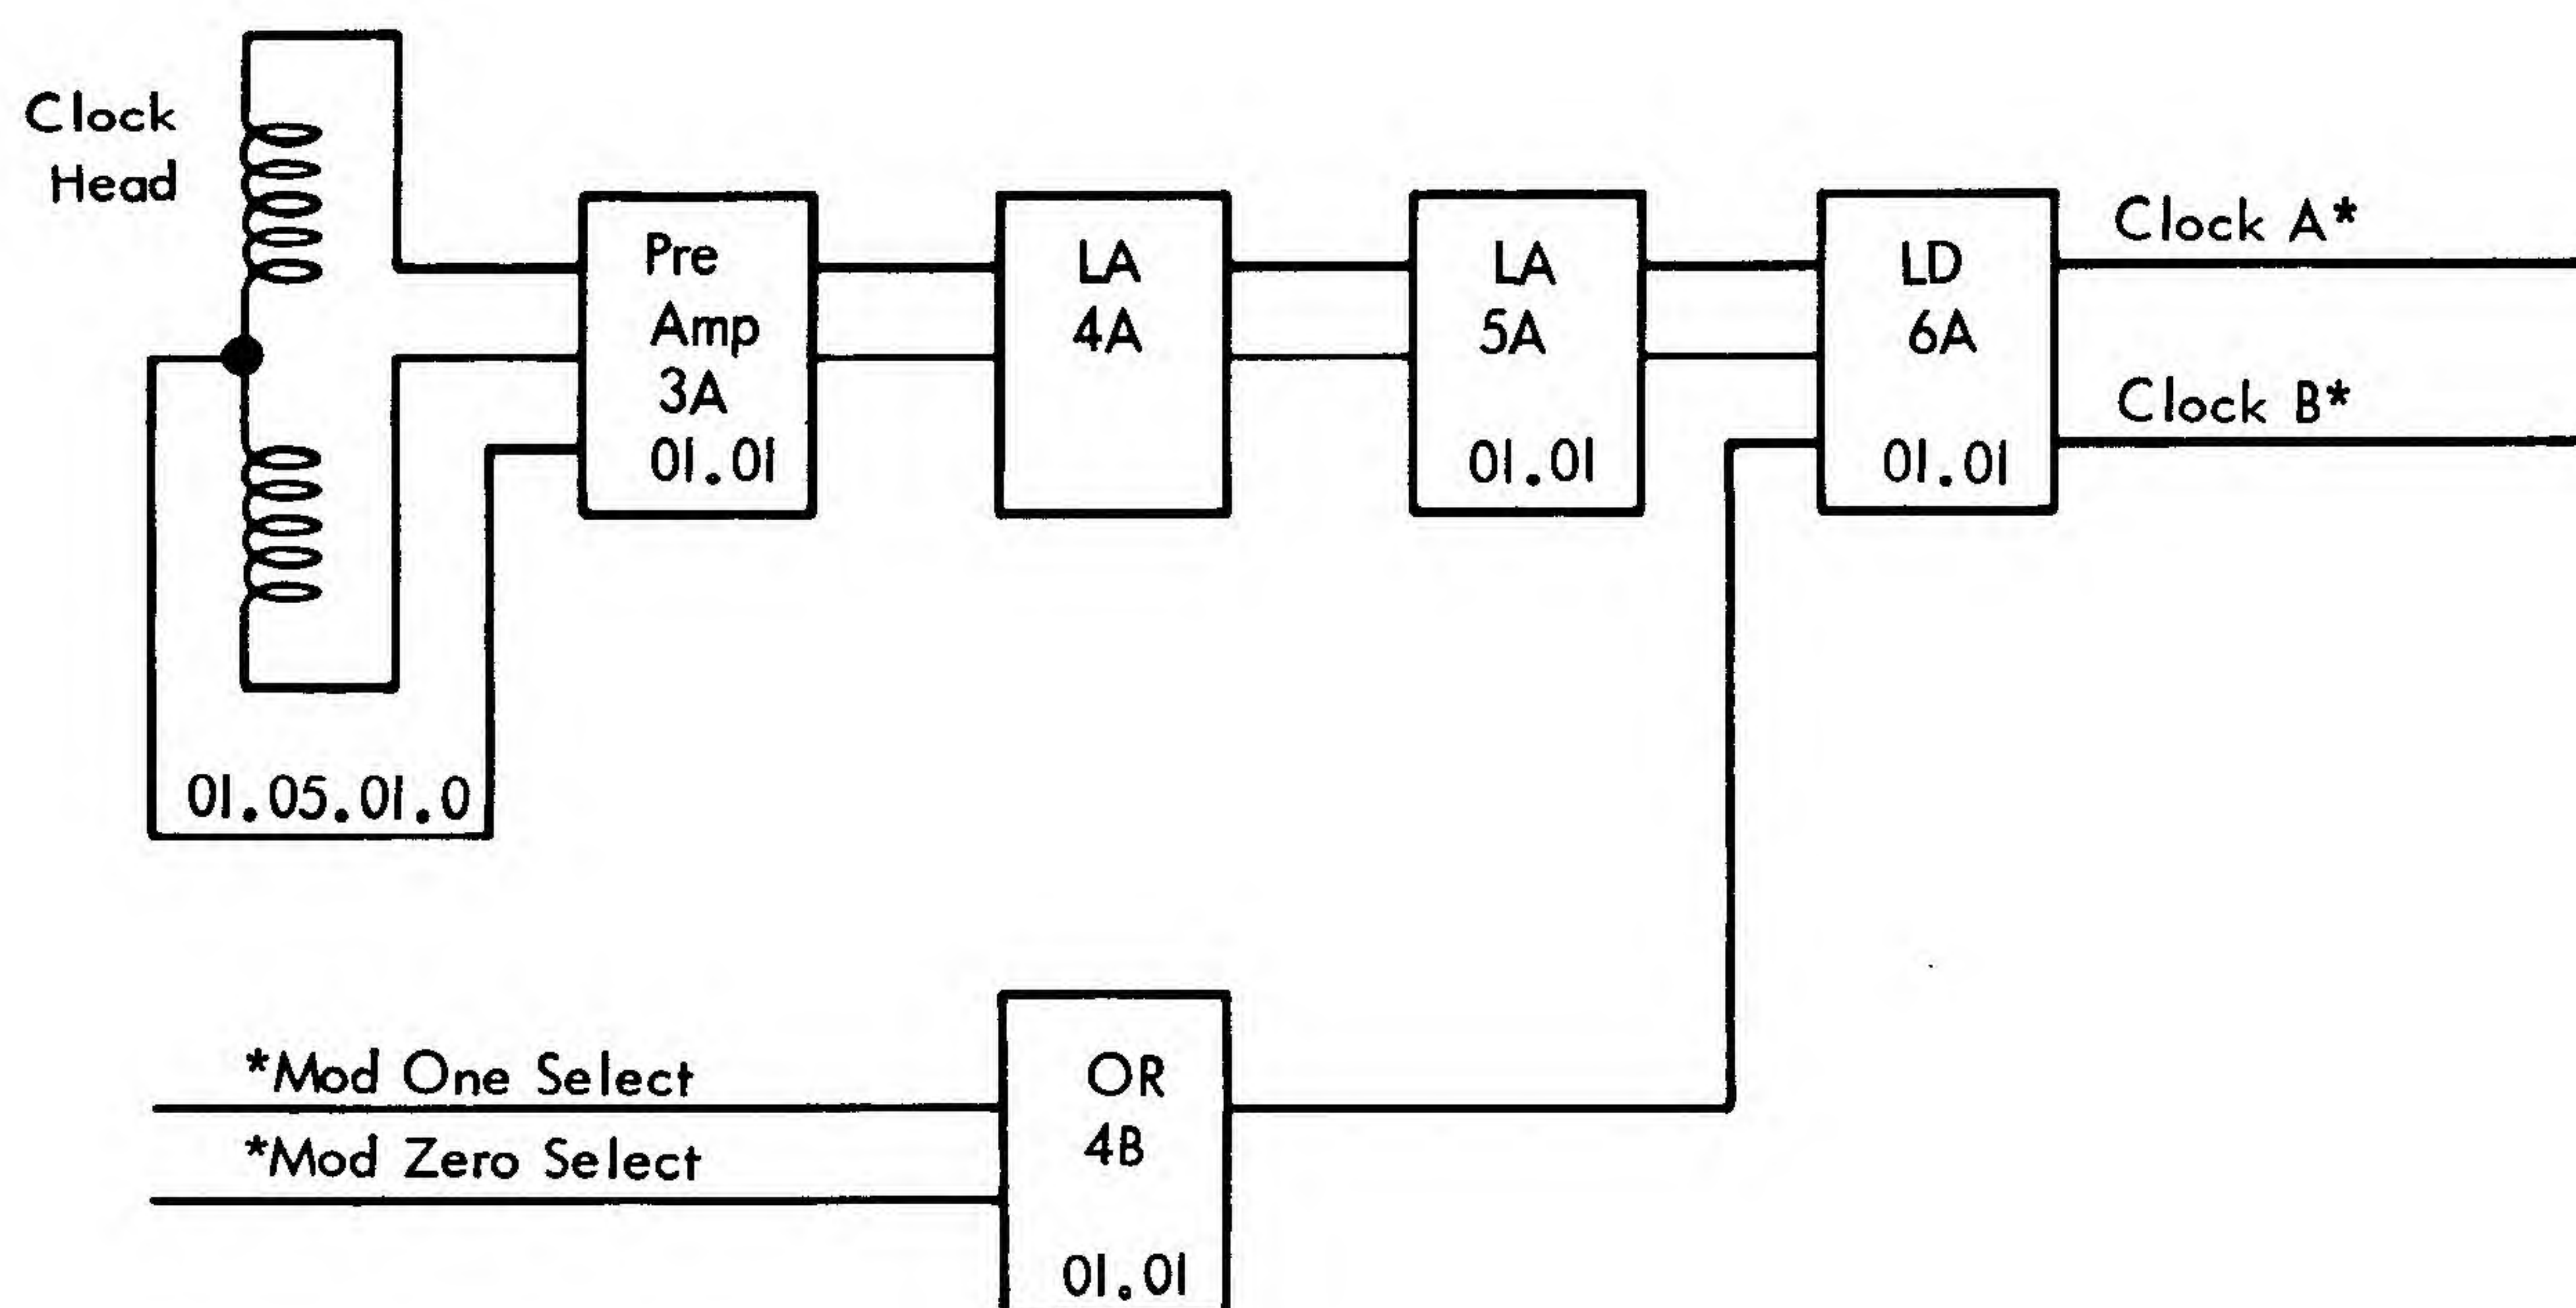 Clock
Head
Pre
Amp
3A
01.01
LA
4A
LA
5A
01.01
LD
6A
01.01
Clock A*
Clock B*
01.05.01.0
*Mod One Select
*Mod Zero Select
OR
4B
01.01